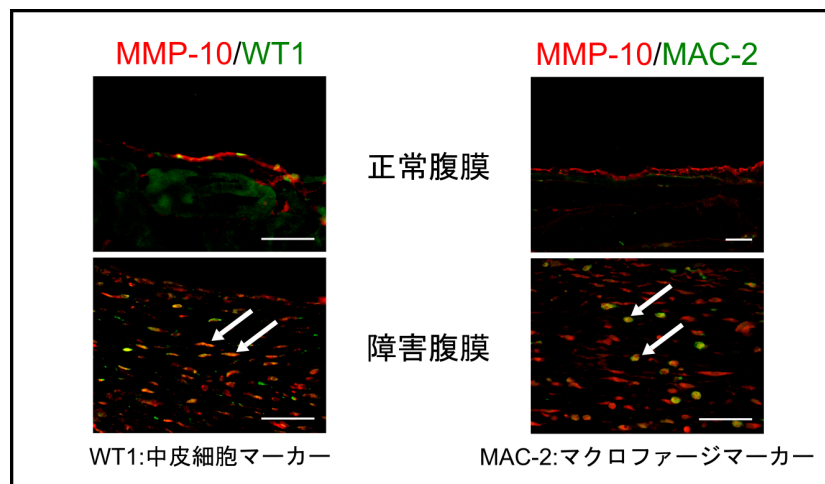 MMP-10/WT1
MMP-10/MAC-2
正常腹膜
障害腹膜
WT1:中皮細胞マーカー
MAC-2:マクロファージマーカー